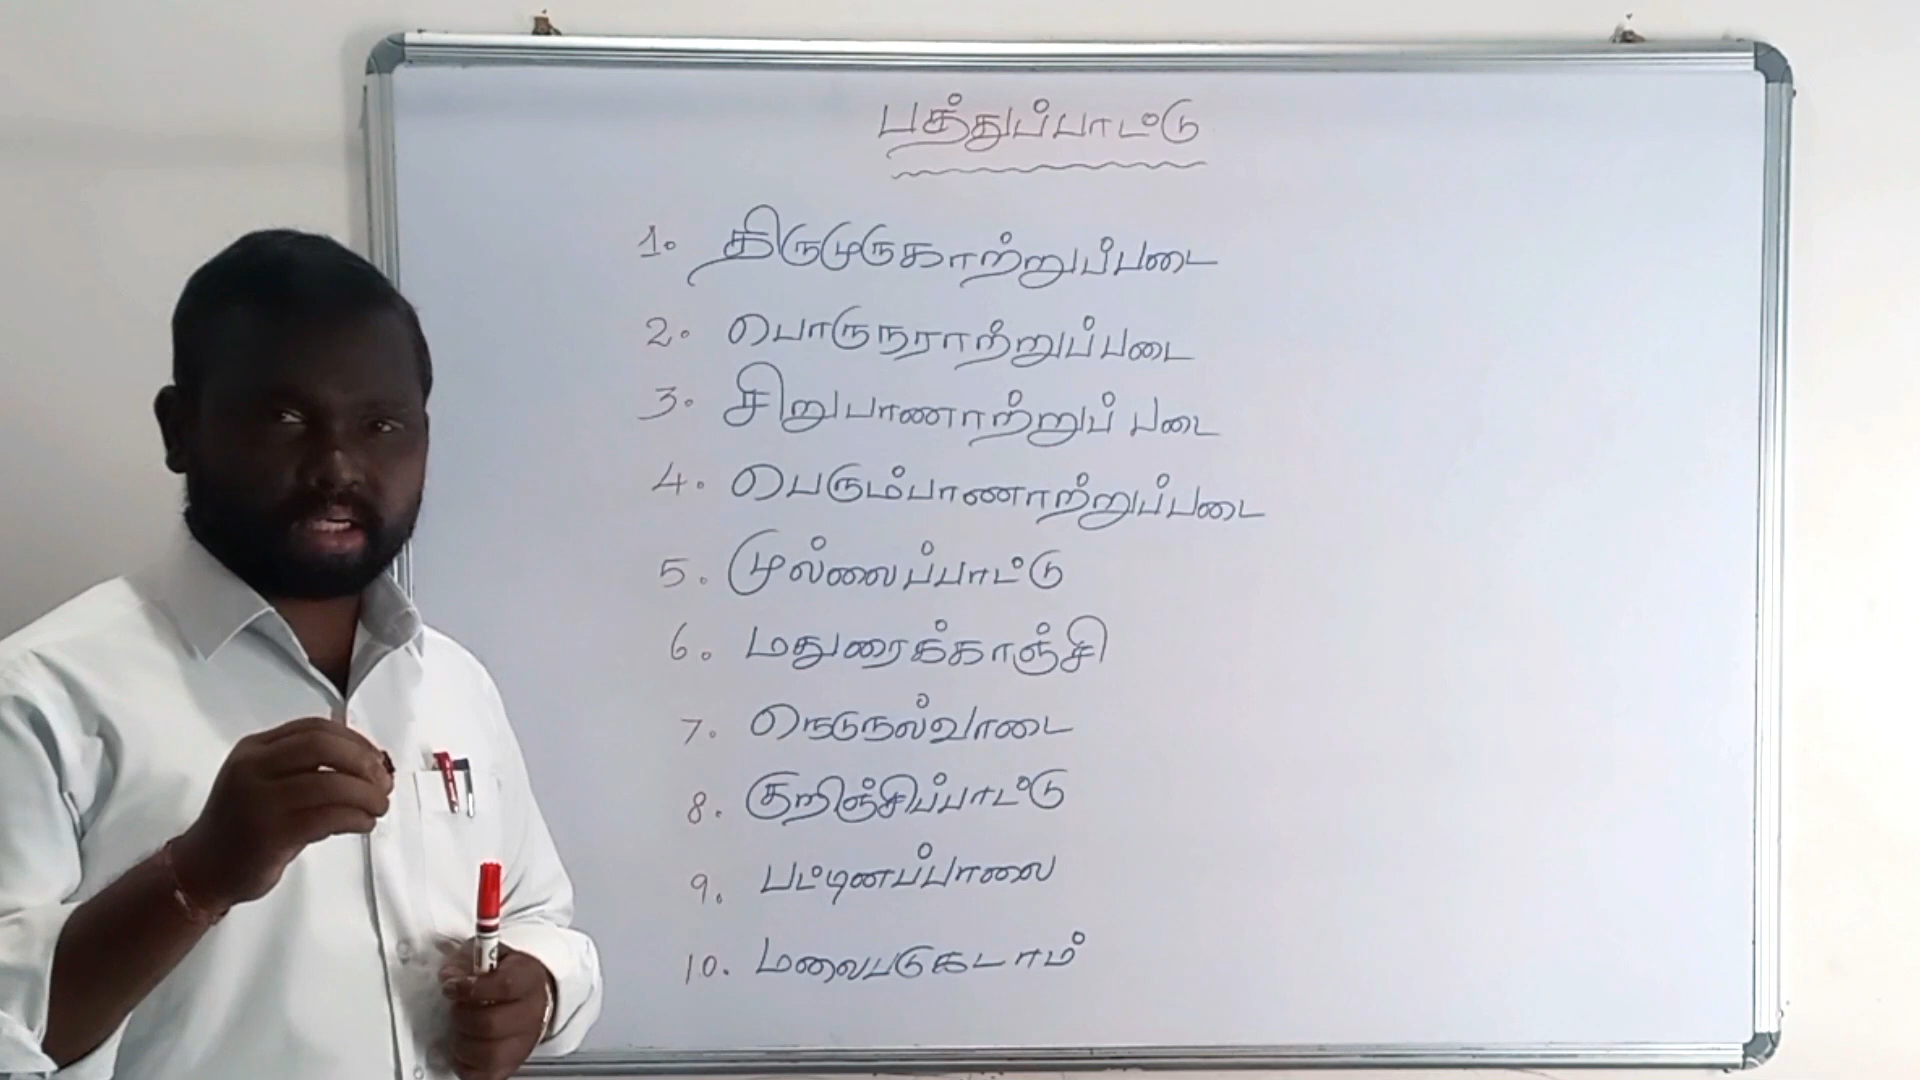 பத்துப்பாட்டு
1. திருமுருகாற்றுப்படை
2. பொருநராற்றுப்படை
3. சிறுபாணாற்றுப் படை
4. பெரும்பாணாற்றுப்படை
5. முல்லைப்பாட்டு
6. மதுரைக்காஞ்சி
7. நெடுநல்வாடை
8. குறிஞ்சிப்பாட்டு
9. பட்டினப்பாலை
10. மலைபடுகடாம்